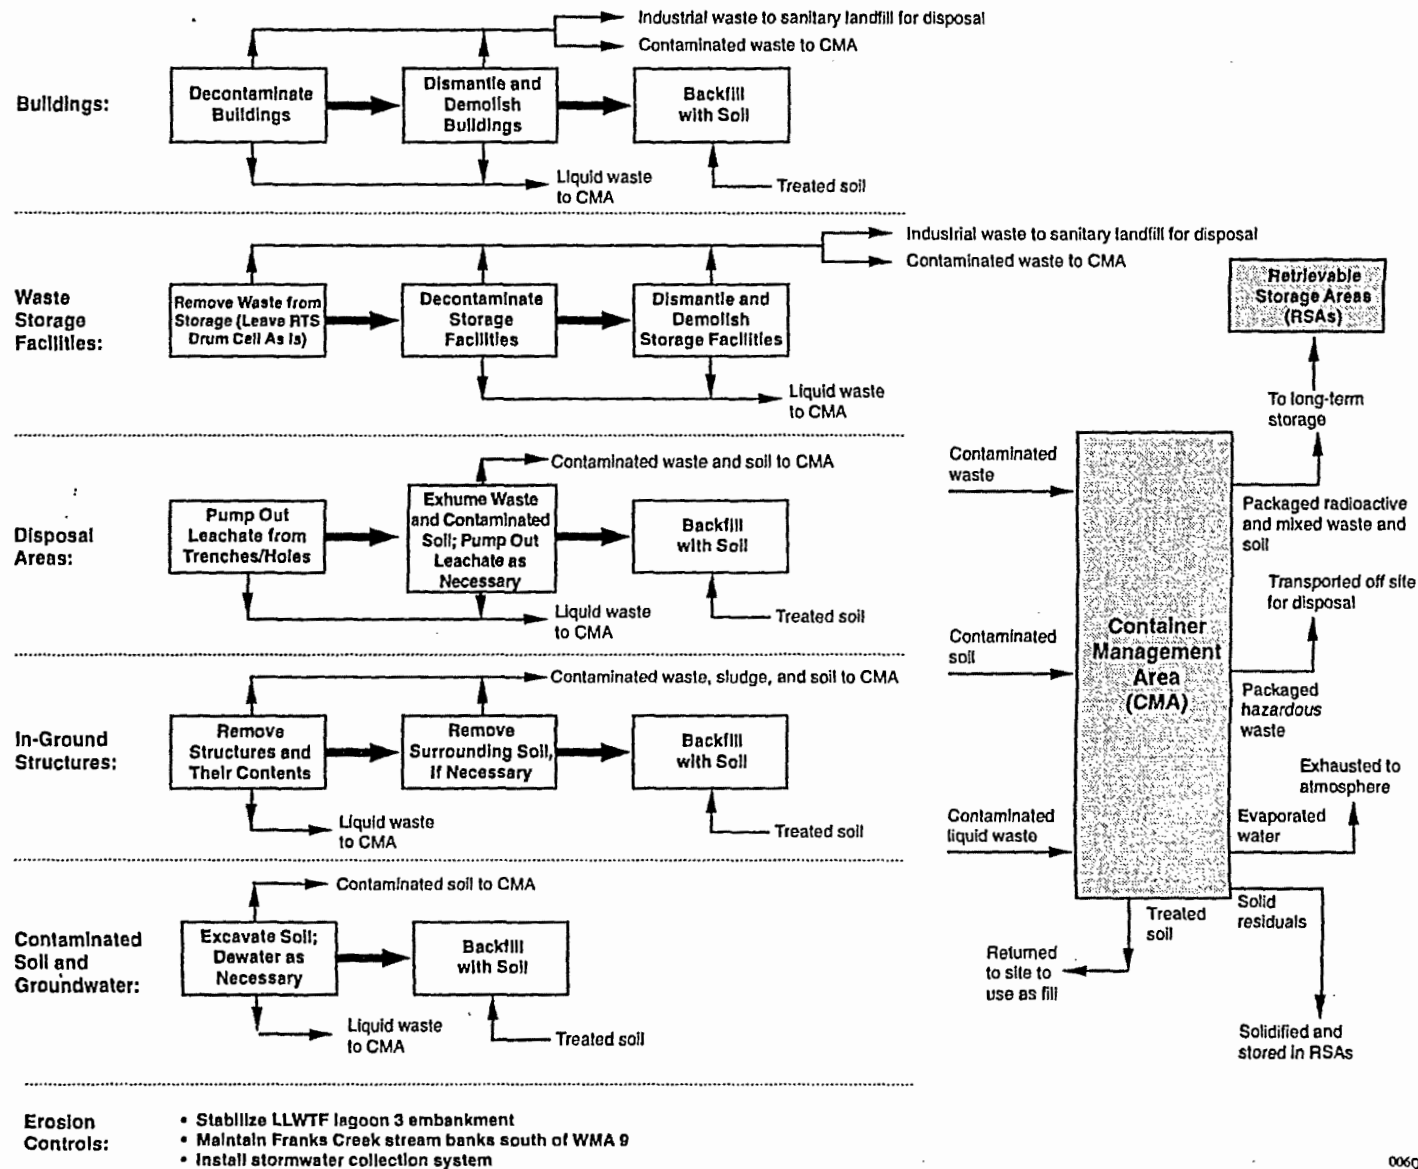 Industrial waste to sanitary landfill for disposal
Contaminated waste to CMA
Buildings:
Decontaminate
Buildings
Dismantle and
Demolish
Buildings
Backfill
with Soil
Liquid waste
to CMA
Treated soil
Industrial waste to sanitary landfill for disposal
Contaminated waste to CMA
Waste
Storage
Facilities:
Remove Waste from
Storage (Leave RTS
Drum Cell As Is)
Decontaminate
Storage
Facilities
Dismantle and
Demolish
Storage Facilities
Liquid waste
to CMA
Contaminated waste and soil to CMA
Disposal
Areas:
Pump Out
Leachate from
Trenches/Holes
Exhume Waste
and Contaminated
Soil; Pump Out
Leachate as
Necessary
Backfill
with Soil
Liquid waste
to CMA
Treated soil
Contaminated waste, sludge, and soil to CMA
In-Ground
Structures:
Remove
Structures and
Their Contents
Remove
Surrounding Soil,
If Necessary
Backfill
with Soil
Liquid waste
to CMA
Treated soil
Contaminated soil to CMA
Contaminated
Soil and
Groundwater:
Excavate Soil;
Dewater as
Necessary
Backfill
with Soil
Liquid waste
to CMA
Treated soil
Erosion
Controls:
• Stabilize LLWTF lagoon 3 embankment
• Maintain Franks Creek stream banks south of WMA 9
• Install stormwater collection system
Retrievable
Storage Areas
(RSAs)
To long-term
storage
Contaminated
waste
Packaged radioactive
and mixed waste and
soil
Transported off site
for disposal
Contaminated
soil
Container
Management
Area
(CMA)
Packaged
hazardous
waste
Exhausted to
atmosphere
Contaminated
liquid waste
Evaporated
water
Treated
soil
Solid
residuals
Returned
to site to
use as fill
Solidified and
stored in RSAs